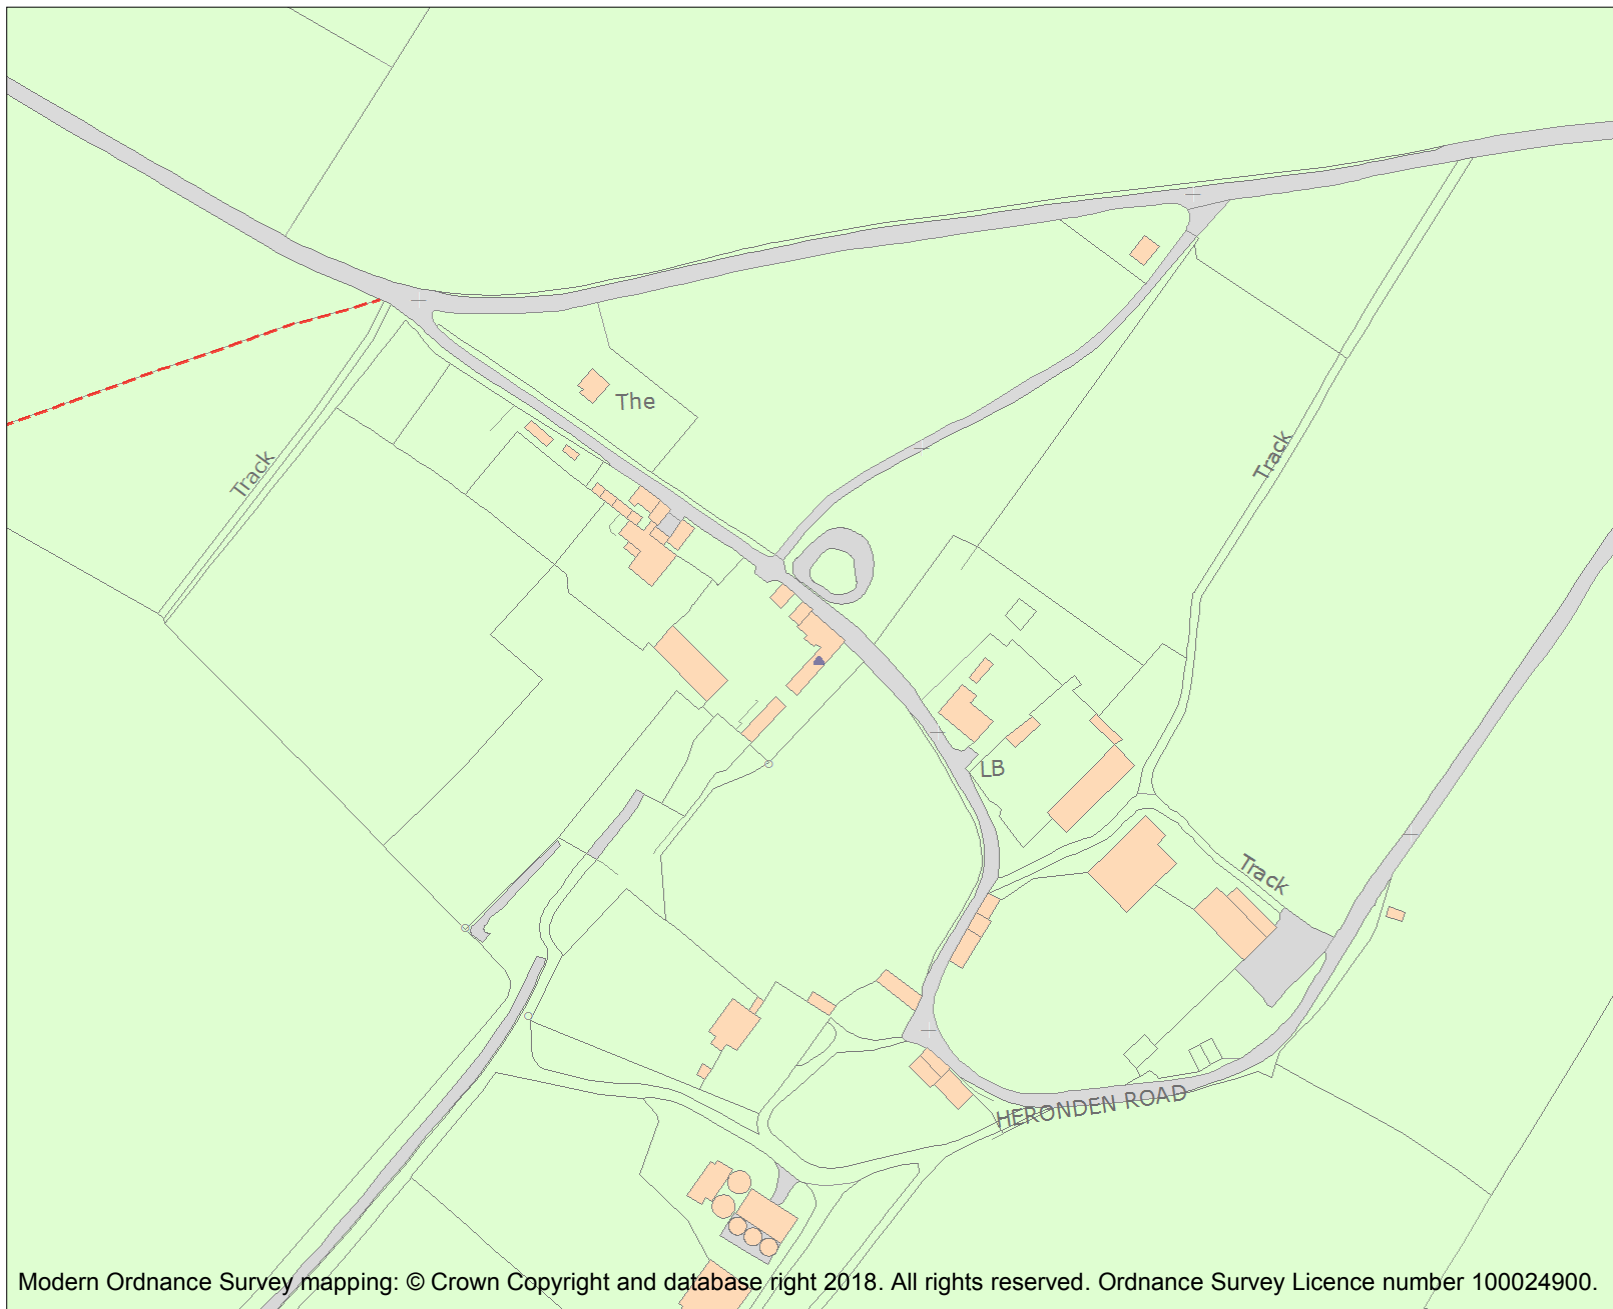 The
Track
Track
LB
Track
HERONDEN ROAD
Modern Ordnance Survey mapping: © Crown Copyright and database right 2018. All rights reserved. Ordnance Survey Licence number 100024900.